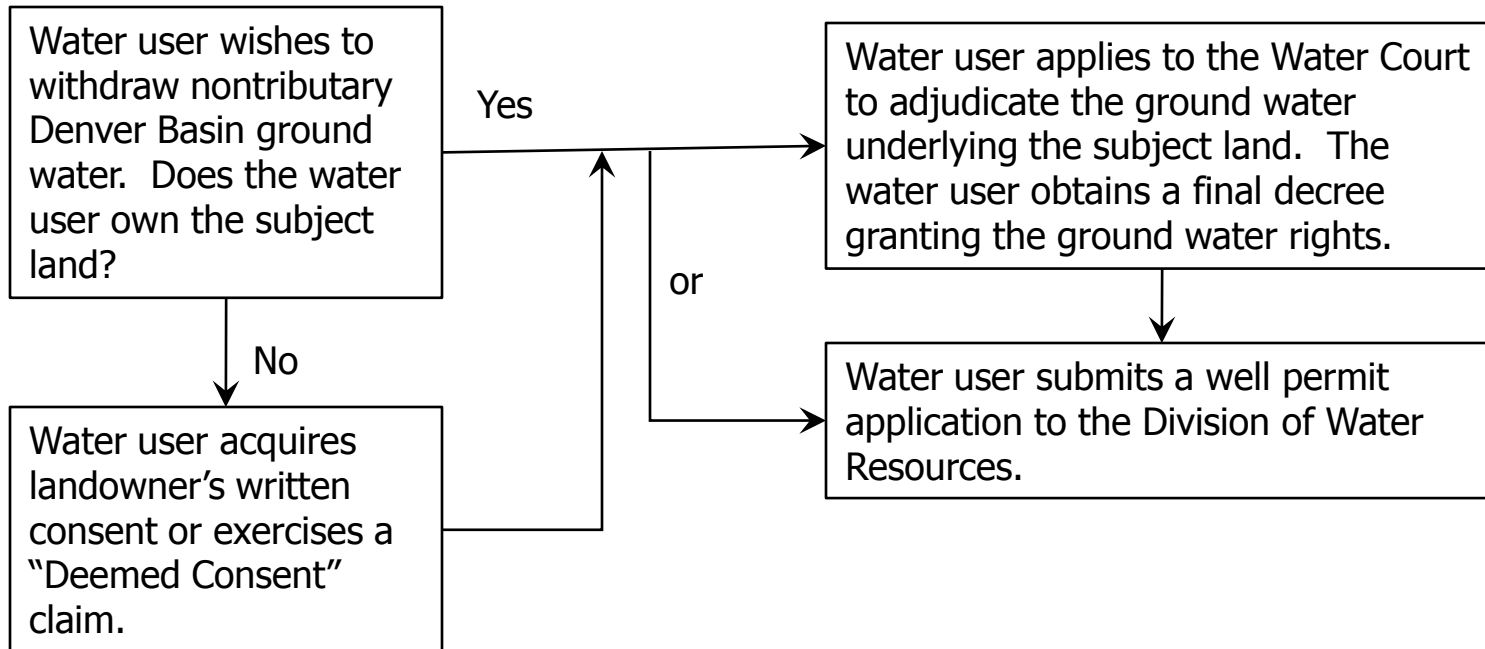 Water user wishes to
withdraw nontributary
Denver Basin ground
water.  Does the water
user own the subject
land?
Yes
No
Water user acquires
landowner’s written
consent or exercises a
“Deemed Consent”
claim.
or
Water user applies to the Water Court
to adjudicate the ground water
underlying the subject land.  The
water user obtains a final decree
granting the ground water rights.
Water user submits a well permit
application to the Division of Water
Resources.